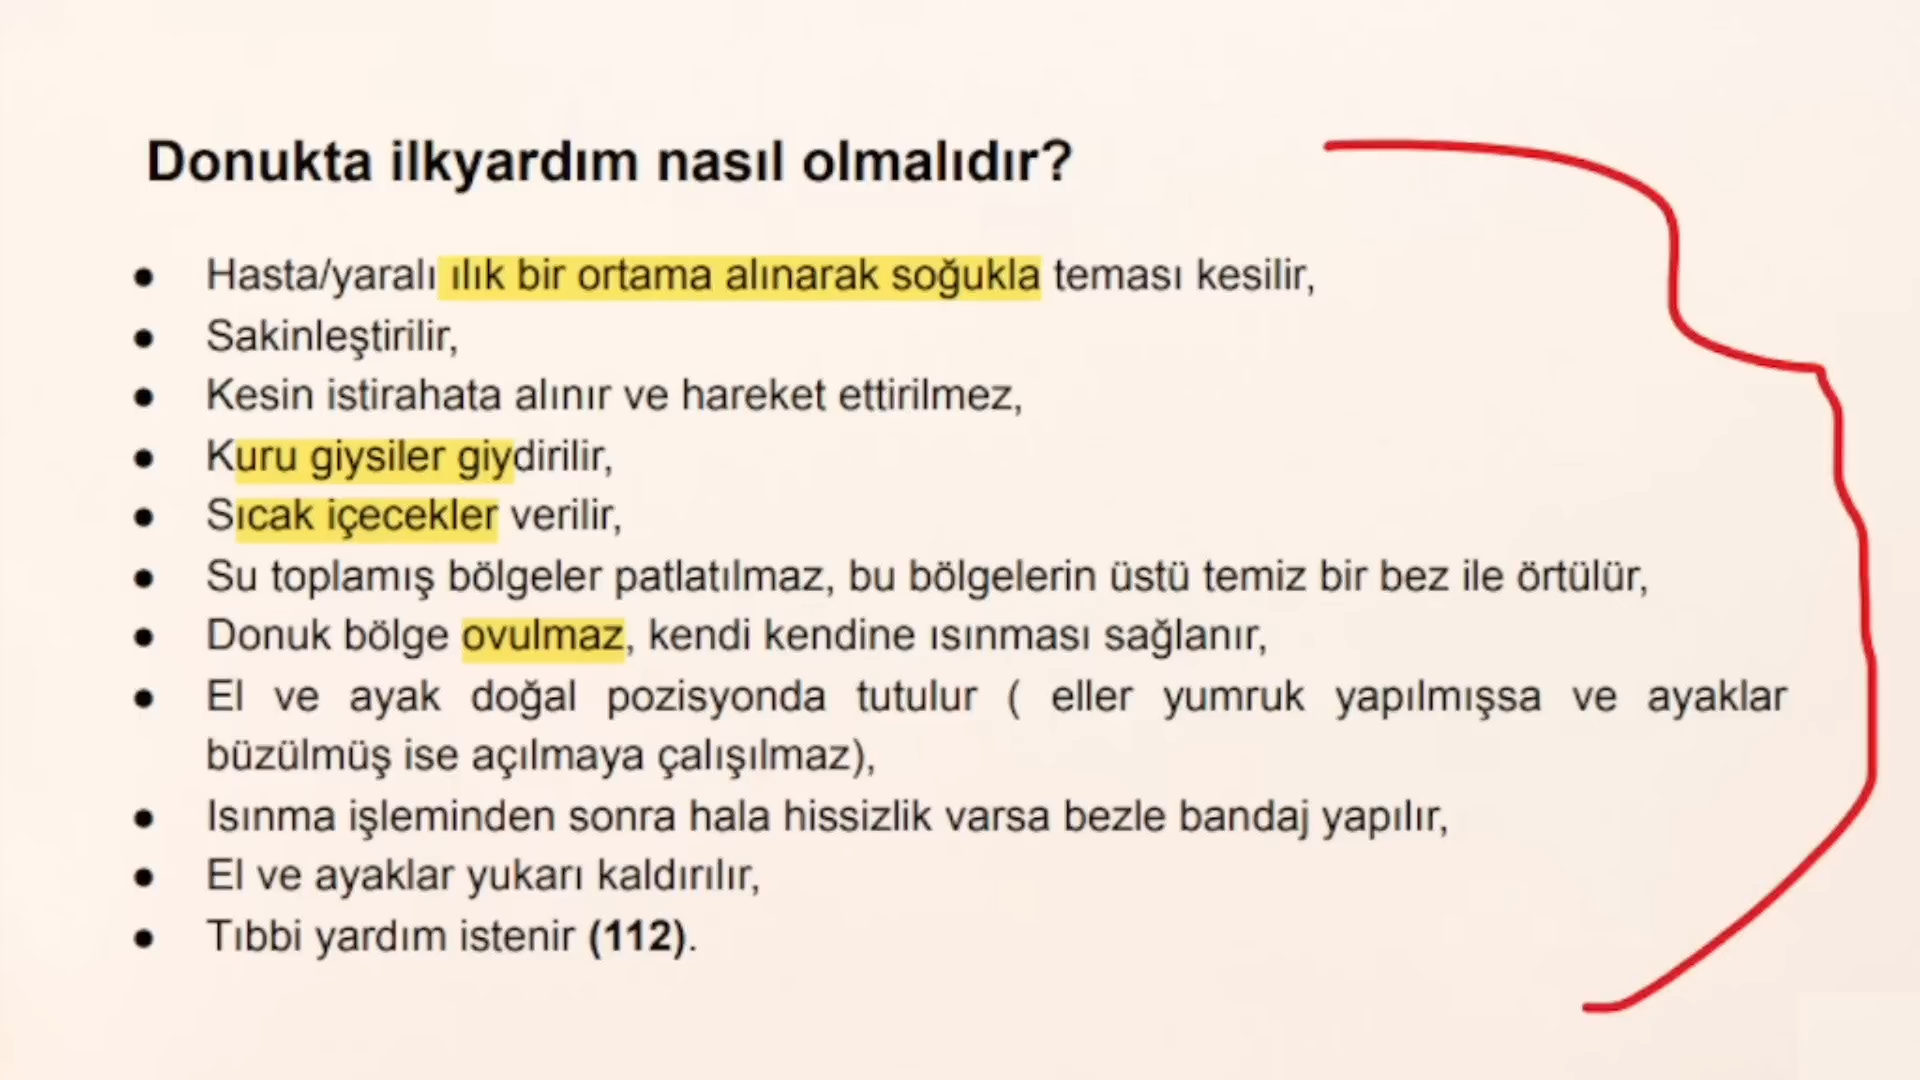 Donukta ilkyardım nasıl olmalıdır?
● Hasta/yaralı ılık bir ortama alınarak soğukla teması kesilir,
● Sakinleştirilir,
● Kesin istirahata alınır ve hareket ettirilmez,
● Kuru giysiler giydirilir,
● Sıcak içecekler verilir,
● Su toplamış bölgeler patlatılmaz, bu bölgelerin üstü temiz bir bez ile örtülür,
● Donuk bölge ovulmaz, kendi kendine ısınması sağlanır,
● El ve ayak doğal pozisyonda tutulur ( eller yumruk yapılmışsa ve ayaklar
büzülmüş ise açılmaya çalışılmaz),
● Isınma işleminden sonra hala hissizlik varsa bezle bandaj yapılır,
● El ve ayaklar yukarı kaldırılır,
● Tıbbi yardım istenir (112).